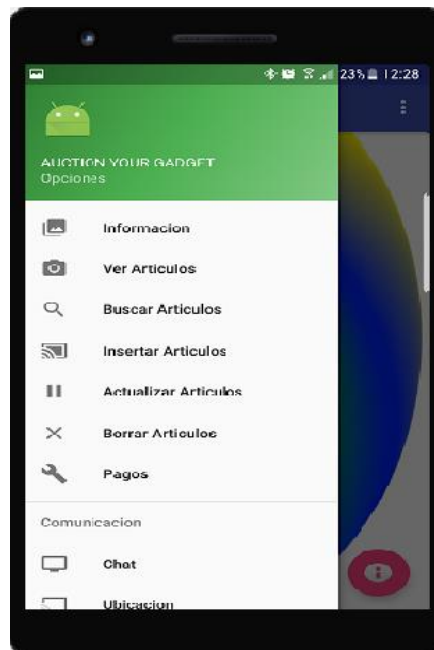 23% 12:28
AUCTION YOUR GADGET
Opciones
Informacion
Ver Articulos
Buscar Articulos
Insertar Articulos
Actualizar Articulos
Borrar Articulos
Pagos
Comunicacion
Chat
Ubicacion